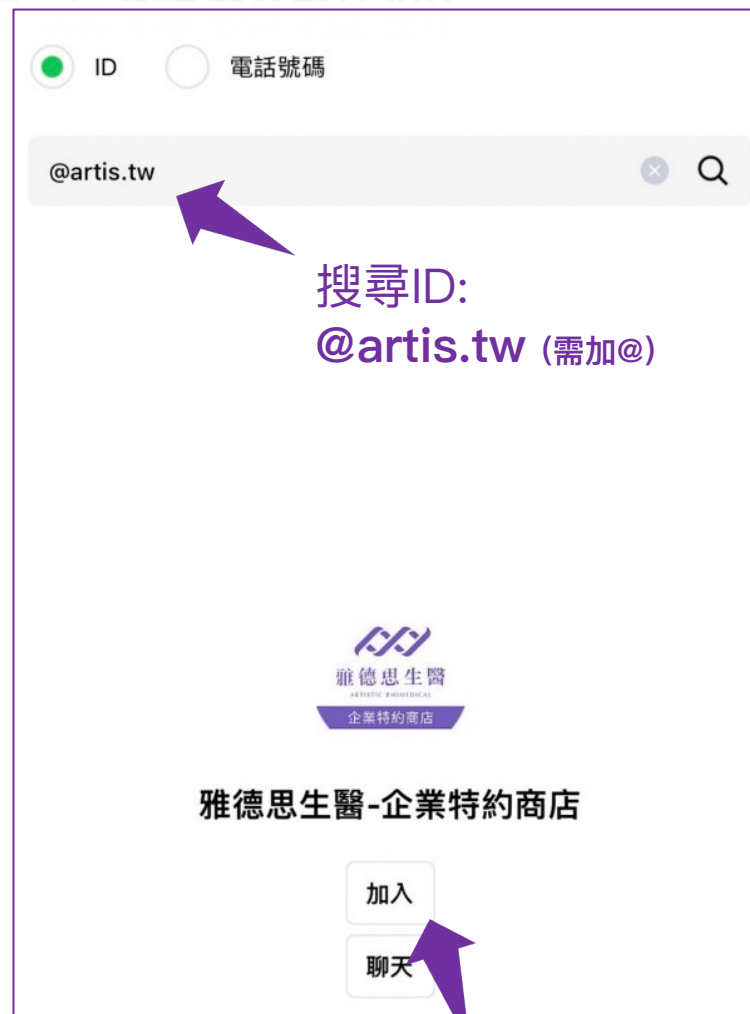 ID 電話號碼
@artis.tw
搜尋ID:
@artis.tw (需加@)
雅德思生醫
ARTISTIC BIOMEDICAL
企業特約商店
雅德思生醫-企業特約商店
加入
聊天